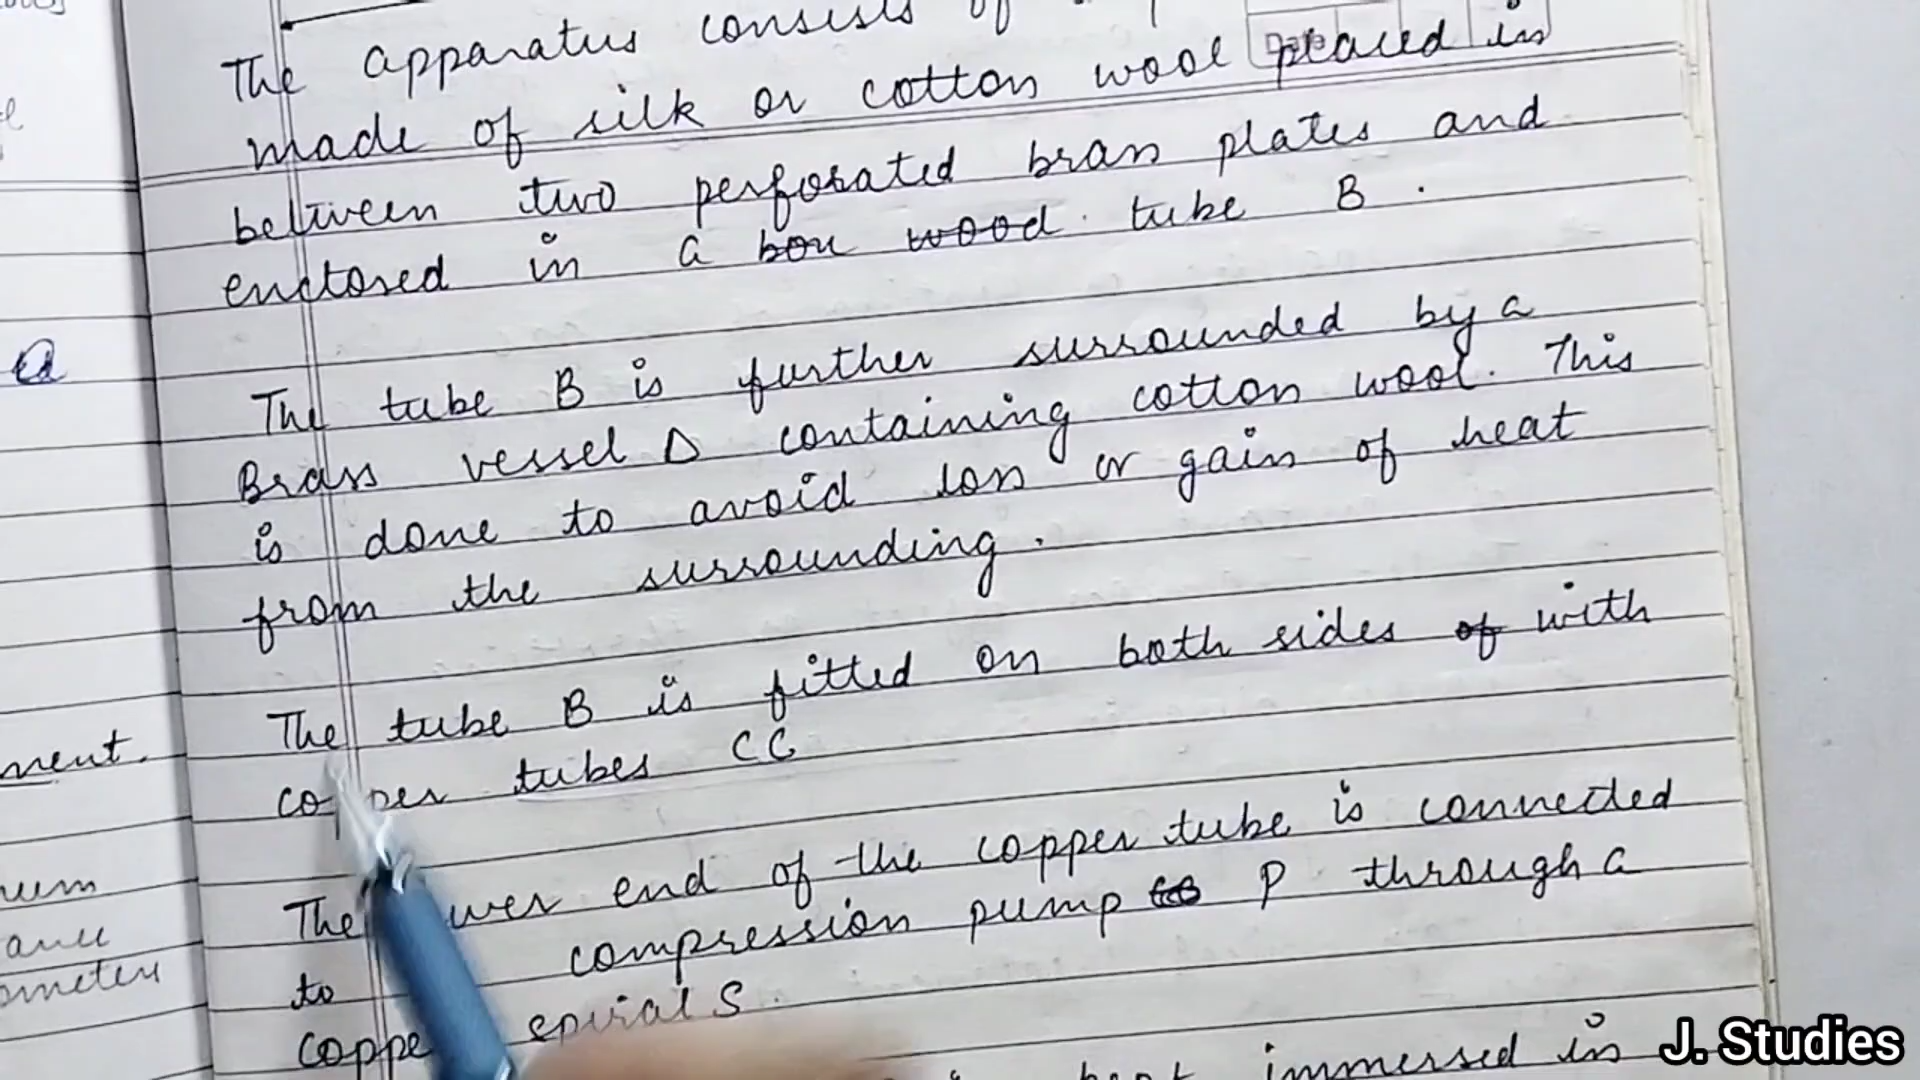 The apparatus consists of
Date
made of silk or cotton wool placed in
between two perforated brass plates and
enclosed in a box wood tube B.
The tube B is further surrounded by a
Brass vessel D containing cotton wool. This
is done to avoid loss or gain of heat
from the surrounding.
The tube B is fitted on both sides of with
copper tubes CC
The end of the copper tube is connected
to compression pump P through a
spiral S.
kept immersed in
ment.
J. Studies